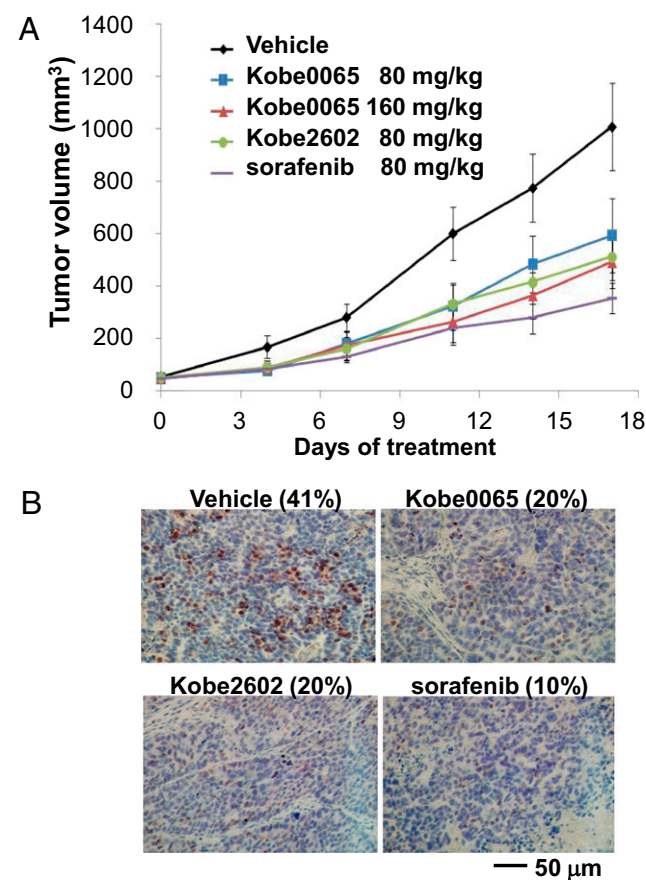 A
Tumor volume (mm³)
1400
1200
1000
800
600
400
200
0
Vehicle
Kobe0065 80 mg/kg
Kobe0065 160 mg/kg
Kobe2602 80 mg/kg
sorafenib 80 mg/kg
0 3 6 9 12 15 18
Days of treatment
B
Vehicle (41%) Kobe0065 (20%)
Kobe2602 (20%) sorafenib (10%)
50 µm